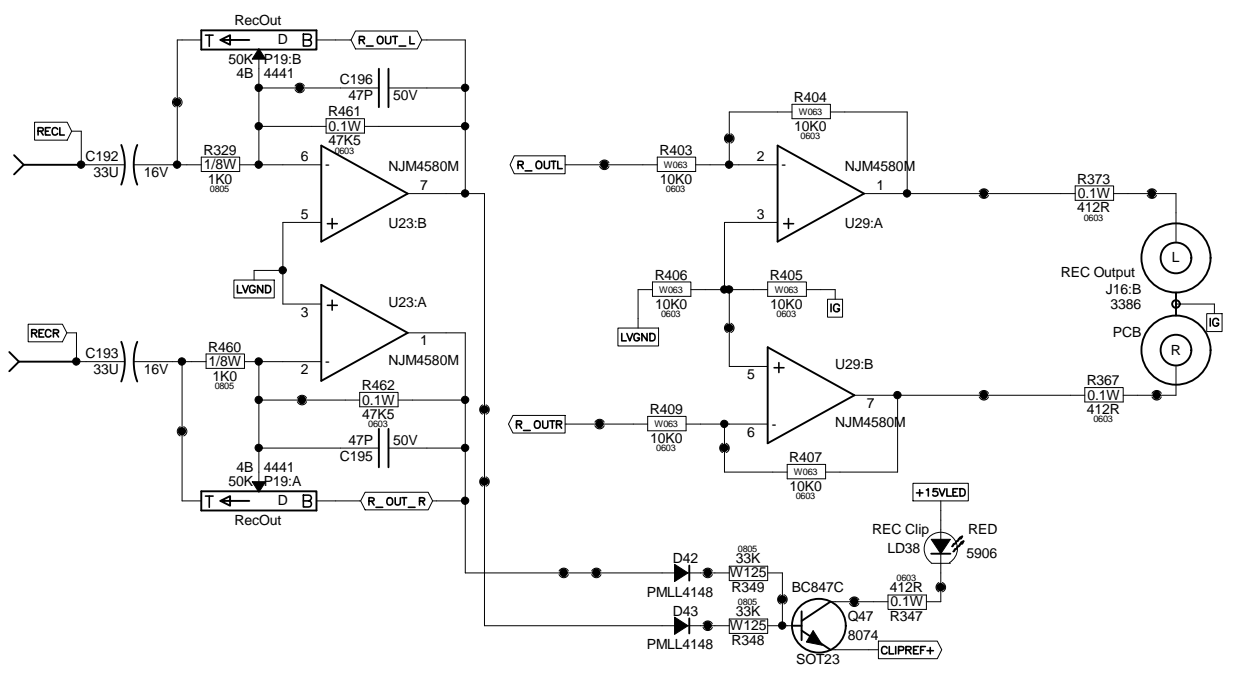 RecOut
T D B
R_OUT_L
50K P19:B
4B 4441
C196
47P 50V
R461
0.1W
47K5
0603
RECL
C192
33U 16V
R329
1/8W
1K0
0805
6 -
NJM4580M
7
5 +
U23:B
LVGND
U23:A
3 +
1
NJM4580M
2 -
RECR
C193
33U 16V
R460
1/8W
1K0
0805
R462
0.1W
47K5
0603
47P 50V
C195
4B 4441
50K P19:A
T D B
RecOut
R_OUT_R
R404
W063
10K0
0603
R_OUTL
R403
W063
10K0
0603
2 -
NJM4580M
1
3 +
U29:A
R373
0.1W
412R
0603
L
REC Output
J16:B
3386
IG
PCB
R
R406
W063
10K0
0603
R405
W063
10K0
0603
IG
LVGND
5 +
U29:B
7
6 -
NJM4580M
R367
0.1W
412R
0603
R_OUTR
R409
W063
10K0
0603
R407
W063
10K0
0603
+15VLED
REC Clip RED
LD38 5906
D42
PMLL4148
0805
33K
W125
R349
BC847C
0603
412R
0.1W
R347
D43
PMLL4148
0805
33K
W125
R348
Q47
8074
SOT23
CLIPREF+